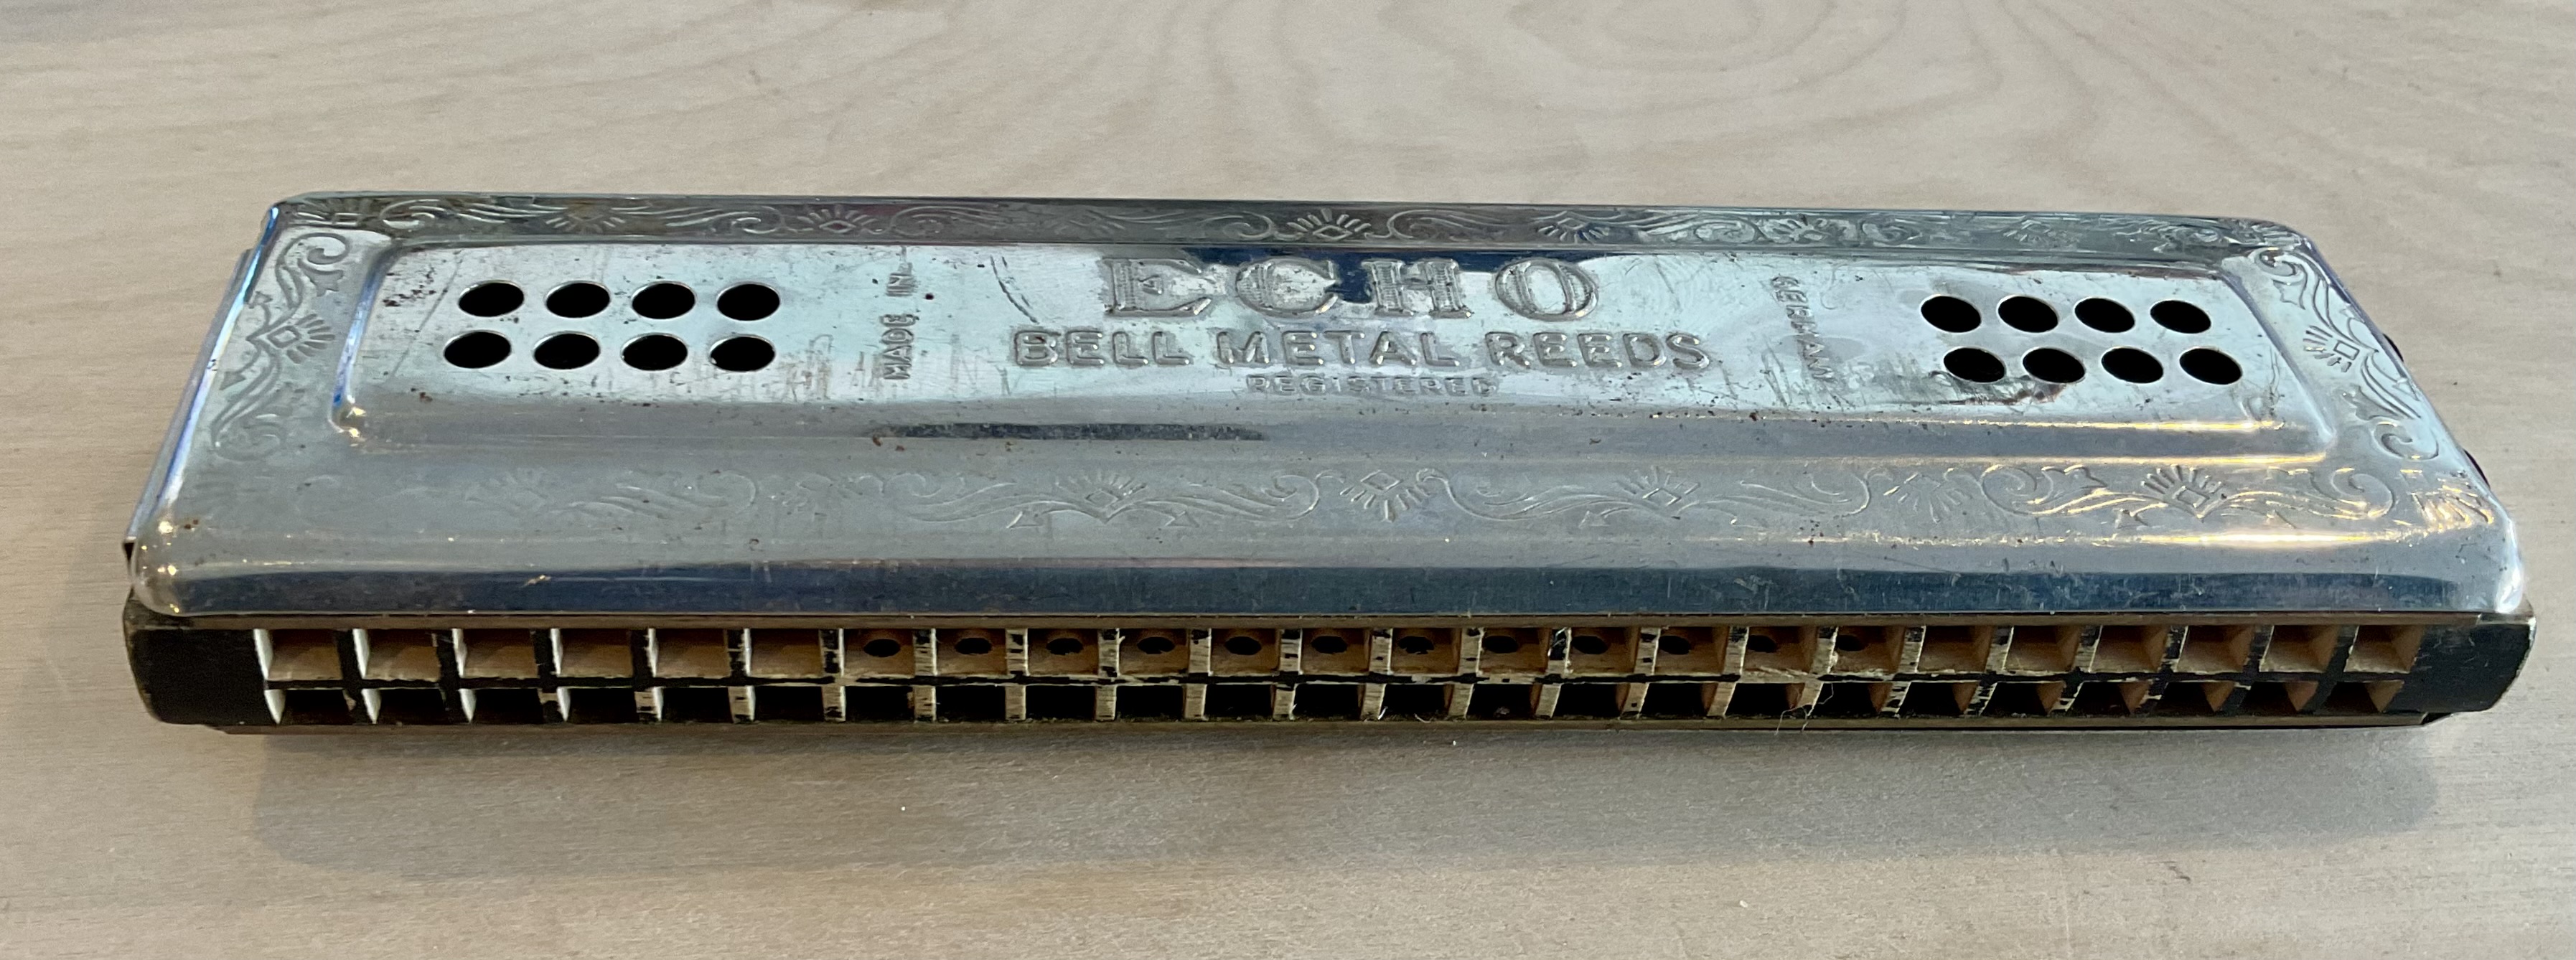 MADE IN
ECHO
BELL METAL REEDS
REGISTERED
GERMANY